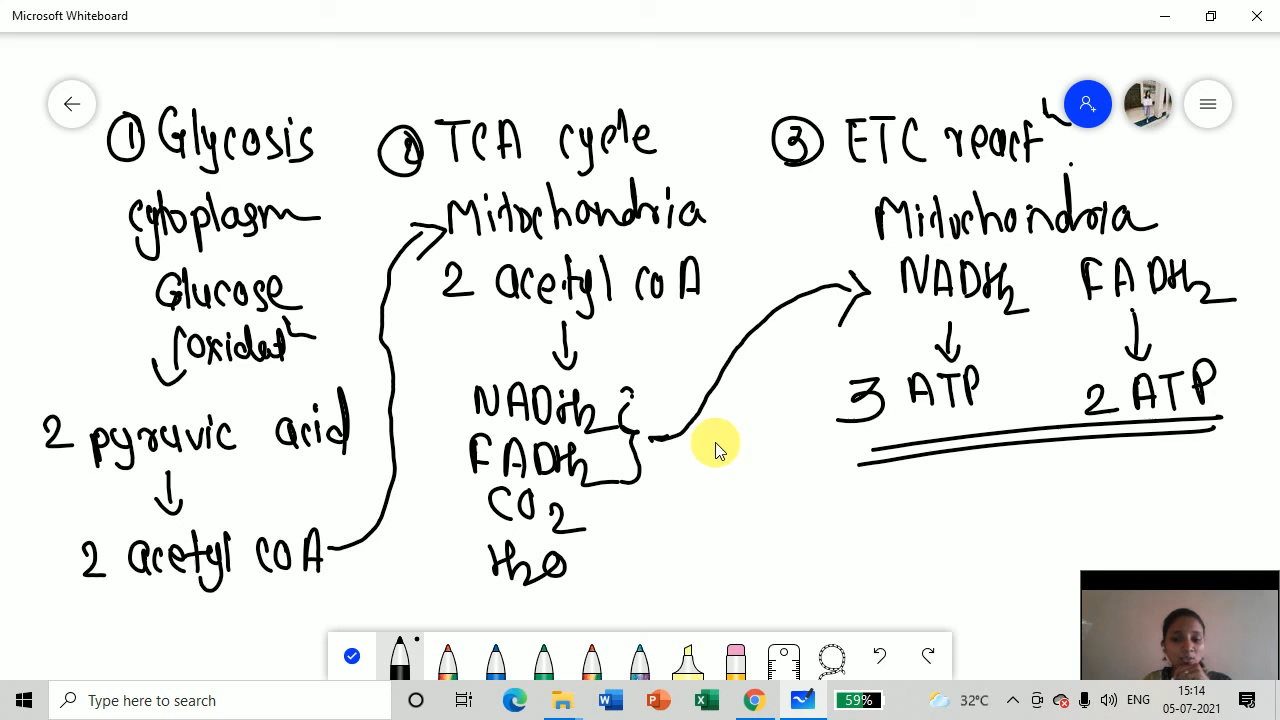 Microsoft Whiteboard
① Glycosis
cytoplasm
Glucose
oxidatⁿ
2 pyruvic acid
2 acetyl coA
② TCA cycle
Mitochondria
2 acetyl coA
NADH2
FADH2
CO2
H2O
③ ETC reactⁿ
Mitochondria
NADH2 FADH2
3 ATP 2 ATP
Type here to search
59%
32°C
ENG
15:14
05-07-2021